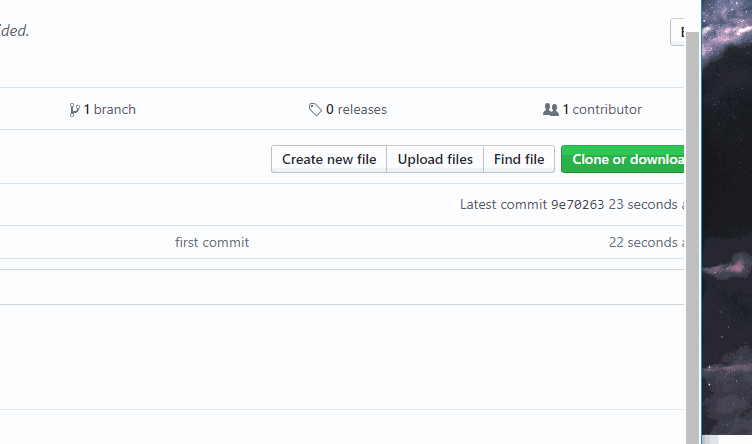 ided.
1 branch
0 releases
1 contributor
Create new file
Upload files
Find file
Clone or downloa
Latest commit 9e70263 23 seconds a
first commit
22 seconds a